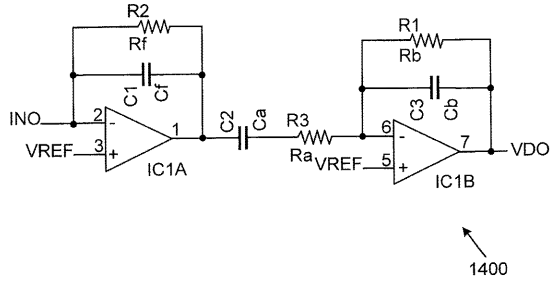 R2
Rf
C1
Cf
INO
2
-
VREF
3
+
1
IC1A
C2
Ca
R3
Ra
R1
Rb
C3
Cb
6
-
VREF
5
+
7
VDO
IC1B
1400